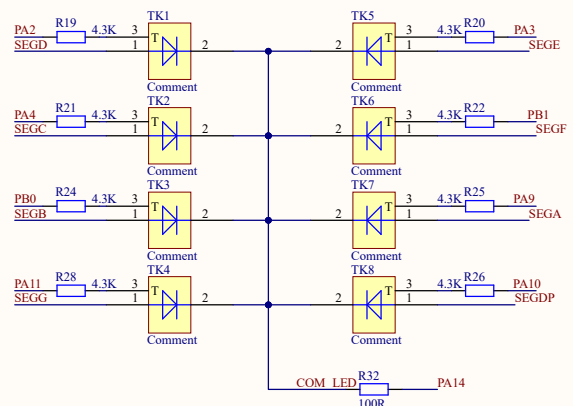 TK1 TK5
PA2 R19 4.3K 3 T 3 4.3K R20 PA3
SEGD 1 2 2 1 SEGE
Comment Comment
TK2 TK6
PA4 R21 4.3K 3 T T 3 4.3K R22 PB1
SEGC 1 2 2 1 SEGF
Comment Comment
TK3 TK7
PB0 R24 4.3K 3 T T 3 4.3K R25 PA9
SEGB 1 2 2 1 SEGA
Comment Comment
TK4 TK8
PA11 R28 4.3K 3 T T 3 4.3K R26 PA10
SEGG 1 2 2 1 SEGDP
Comment Comment
COM_LED R32 PA14
100R